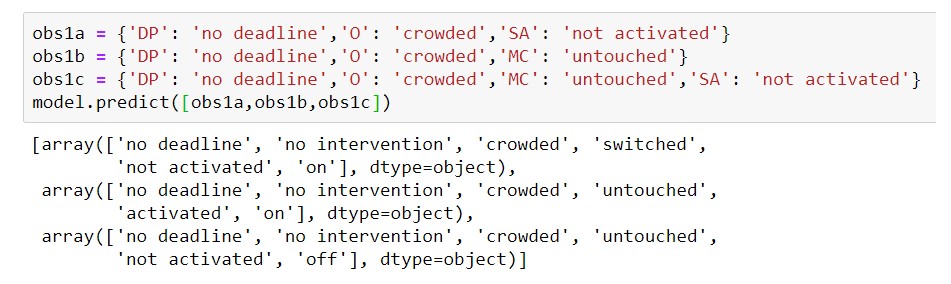 obs1a = {'DP': 'no deadline','O': 'crowded','SA': 'not activated'}
obs1b = {'DP': 'no deadline','O': 'crowded','MC': 'untouched'}
obs1c = {'DP': 'no deadline','O': 'crowded','MC': 'untouched','SA': 'not activated'}
model.predict([obs1a,obs1b,obs1c])
[array(['no deadline', 'no intervention', 'crowded', 'switched',
'not activated', 'on'], dtype=object),
array(['no deadline', 'no intervention', 'crowded', 'untouched',
'activated', 'on'], dtype=object),
array(['no deadline', 'no intervention', 'crowded', 'untouched',
'not activated', 'off'], dtype=object)]